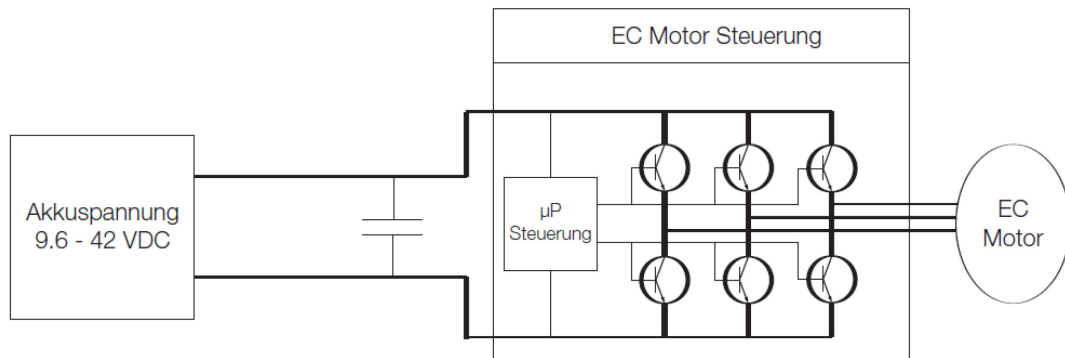 EC Motor Steuerung
Akkuspannung
9.6 - 42 VDC
µP
Steuerung
EC
Motor